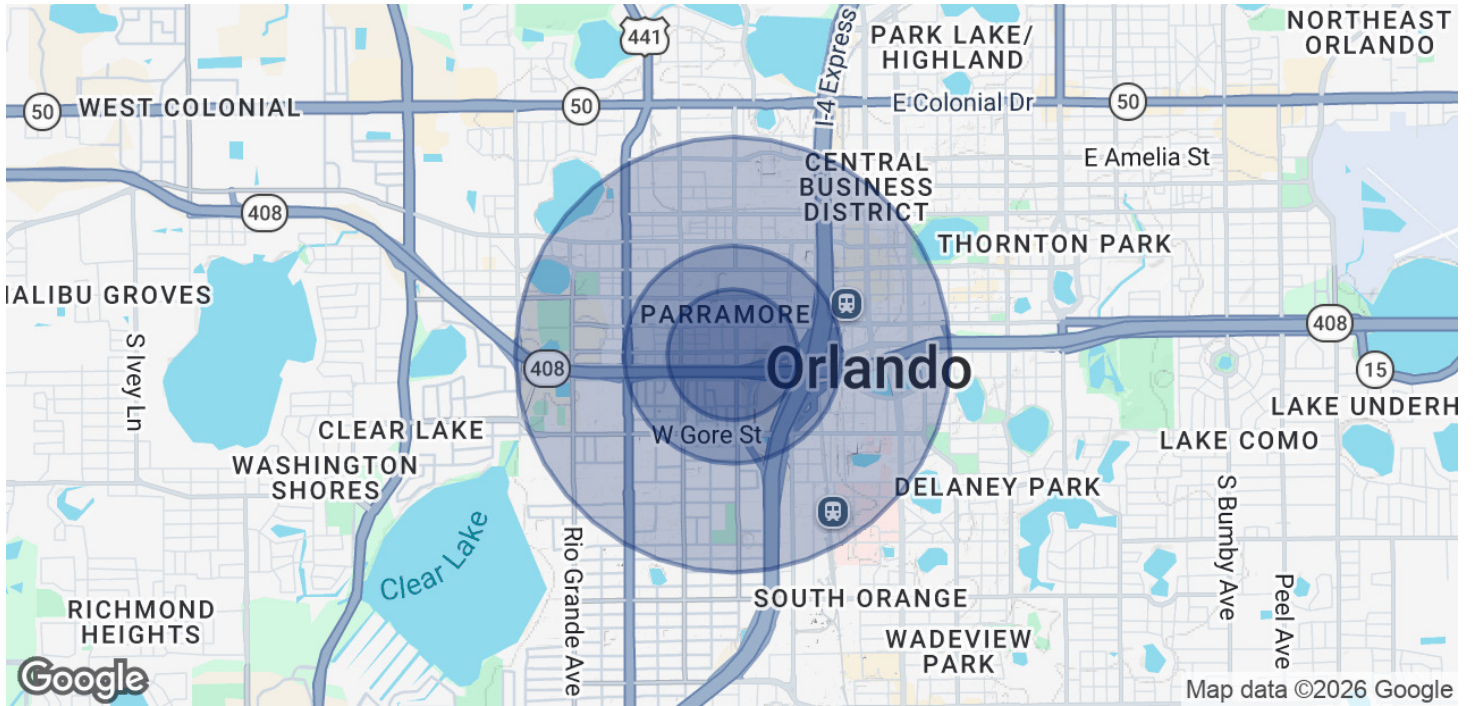 NORTHEAST
ORLANDO
441
I-4 Express
PARK LAKE/
HIGHLAND
50
WEST COLONIAL
50
E Colonial Dr
50
E Amelia St
CENTRAL
BUSINESS
DISTRICT
408
THORNTON PARK
MALIBU GROVES
S Ivey Ln
PARRAMORE
408
Orlando
408
15
LAKE UNDERH
CLEAR LAKE
W Gore St
LAKE COMO
WASHINGTON
SHORES
DELANEY PARK
S Bumby Ave
Clear Lake
Rio Grande Ave
Peel Ave
RICHMOND
HEIGHTS
SOUTH ORANGE
WADEVIEW
PARK
Google
Map data ©2026 Google